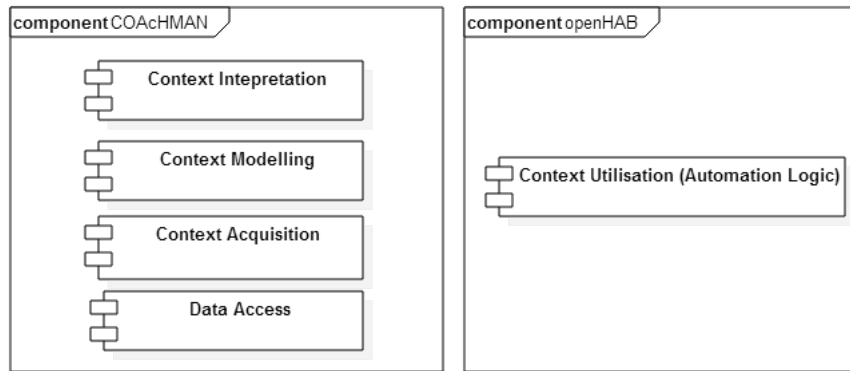 component COAcHMAN
Context Intepretation
Context Modelling
Context Acquisition
Data Access
component openHAB
Context Utilisation (Automation Logic)